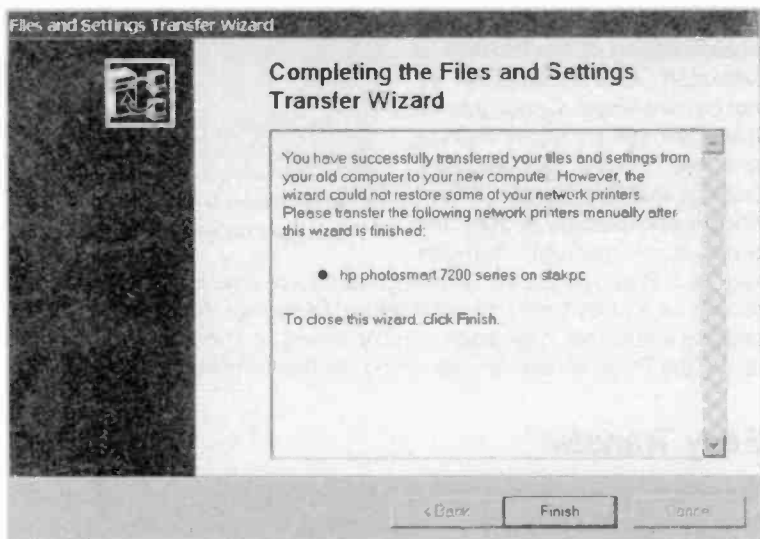 Files and Settings Transfer Wizard
Completing the Files and Settings
Transfer Wizard
You have successfully transferred your files and settings from
your old computer to your new compute. However, the
wizard could not restore some of your network printers.
Please transfer the following network printers manually after
this wizard is finished:
● hp photosmart 7200 series on stakpc
To close this wizard, click Finish.
< Back
Finish
Cancel